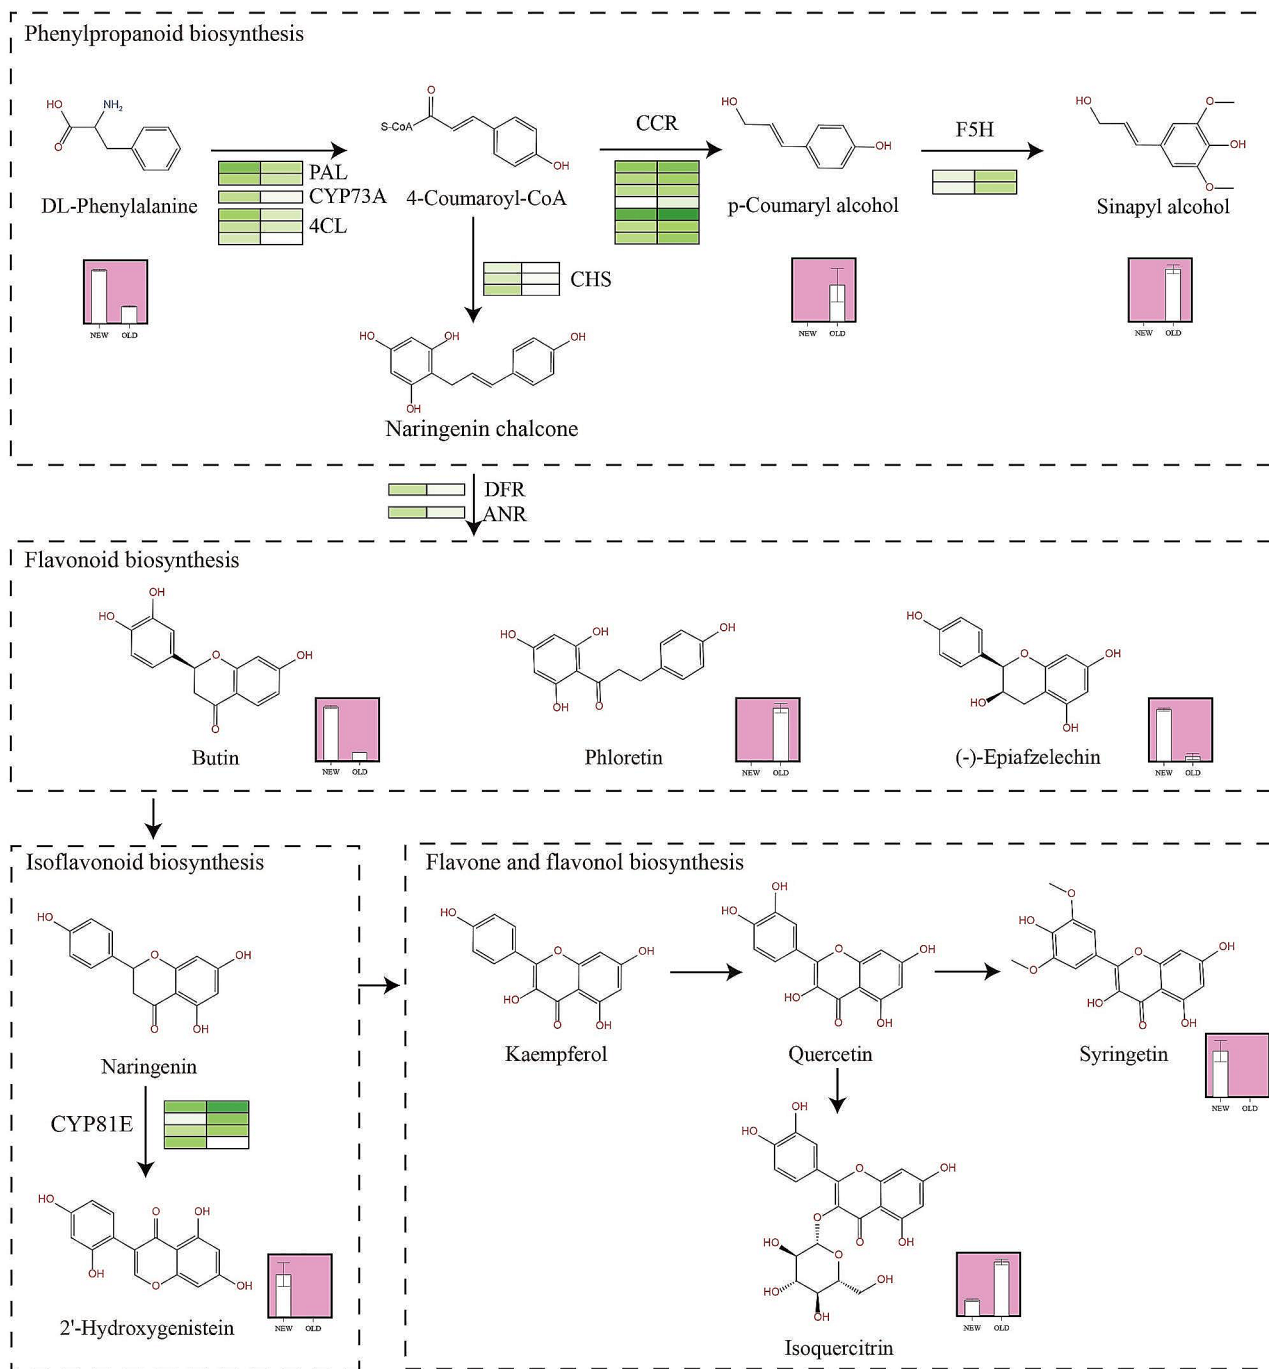 Phenylpropanoid biosynthesis
HO
NH2
O
DL-Phenylalanine
NEW OLD
PAL
CYP73A
4CL
O
S-CoA
OH
4-Coumaroyl-CoA
CCR
HO
OH
p-Coumaryl alcohol
NEW OLD
F5H
HO
O
OH
O
Sinapyl alcohol
NEW OLD
CHS
HO
OH
OH
OH
Naringenin chalcone
DFR
ANR
Flavonoid biosynthesis
OH
HO
O
OH
O
Butin
NEW OLD
HO
OH
OH
OH
O
Phloretin
NEW OLD
HO
O
OH
HO
OH
(-)-Epiafzelechin
NEW OLD
Isoflavonoid biosynthesis
HO
O
OH
O
OH
Naringenin
CYP81E
HO
O
OH
OH
O
OH
2'-Hydroxygenistein
NEW OLD
Flavone and flavonol biosynthesis
HO
O
OH
HO
O
OH
Kaempferol
OH
HO
O
OH
HO
O
OH
Quercetin
O
HO
O
O
OH
HO
O
OH
Syringetin
NEW OLD
OH
HO
O
OH
O
O
OH
HO
O
HO
OH
OH
Isoquercitrin
NEW OLD